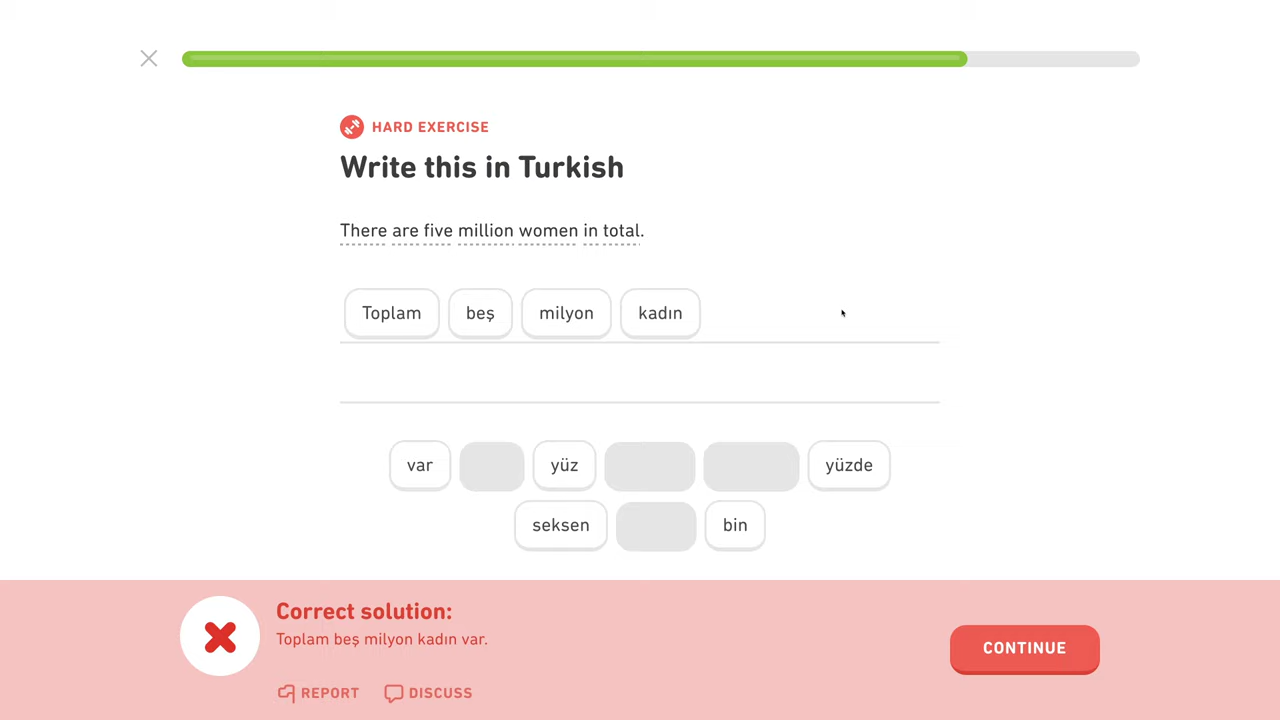 HARD EXERCISE
Write this in Turkish
There are five million women in total.
Toplam beş milyon kadın
var yüz yüzde
seksen bin
Correct solution:
Toplam beş milyon kadın var.
CONTINUE
REPORT DISCUSS